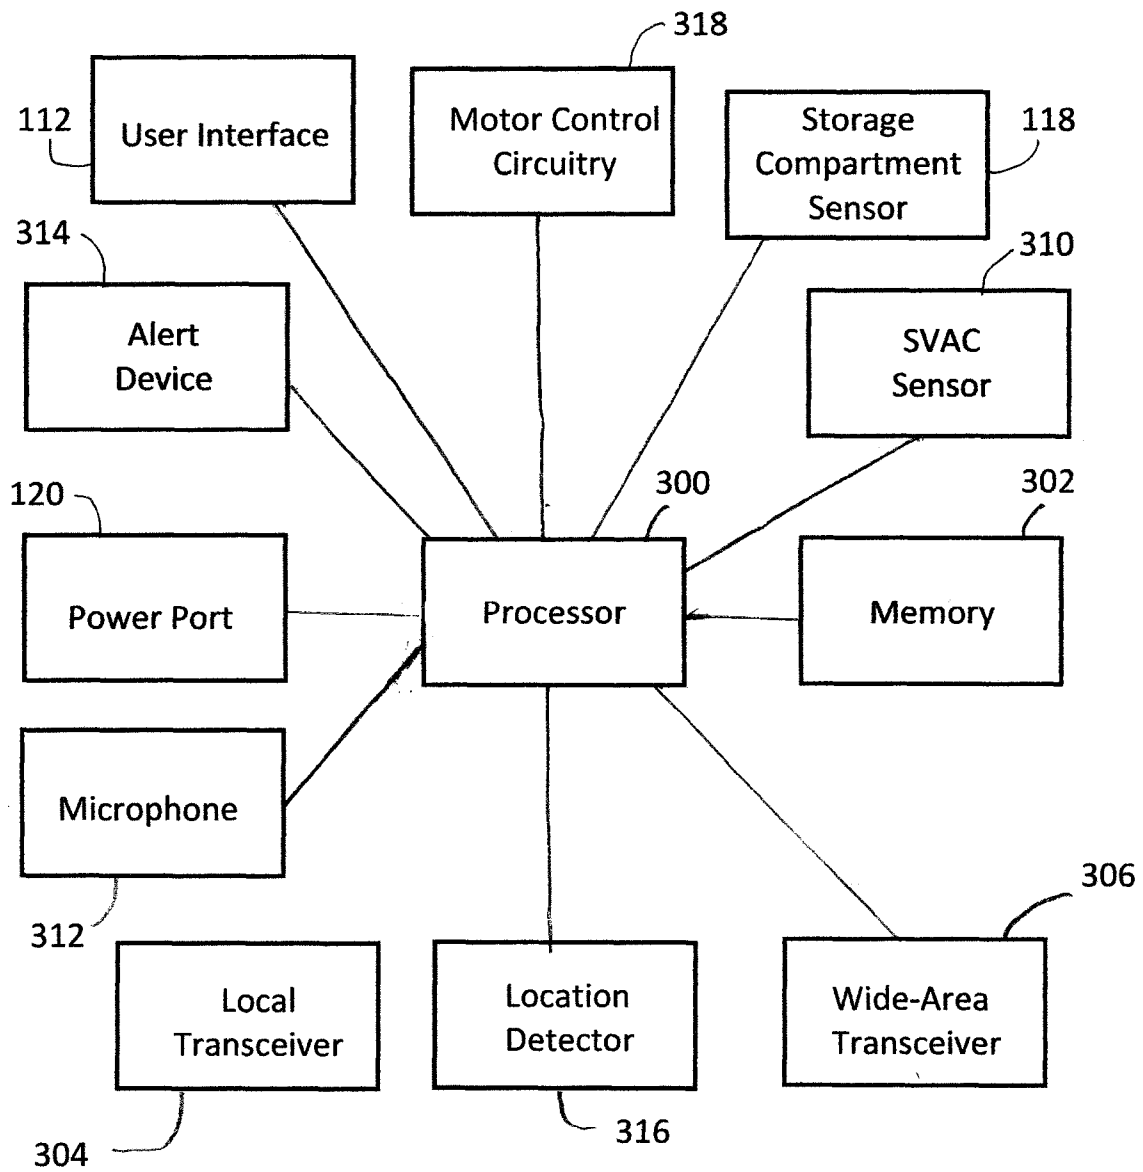 318
112
User Interface
Motor Control
Circuitry
Storage
Compartment
Sensor
118
314
310
Alert
Device
SVAC
Sensor
120
300
302
Power Port
Processor
Memory
Microphone
312
306
Local
Transceiver
Location
Detector
Wide-Area
Transceiver
304
316